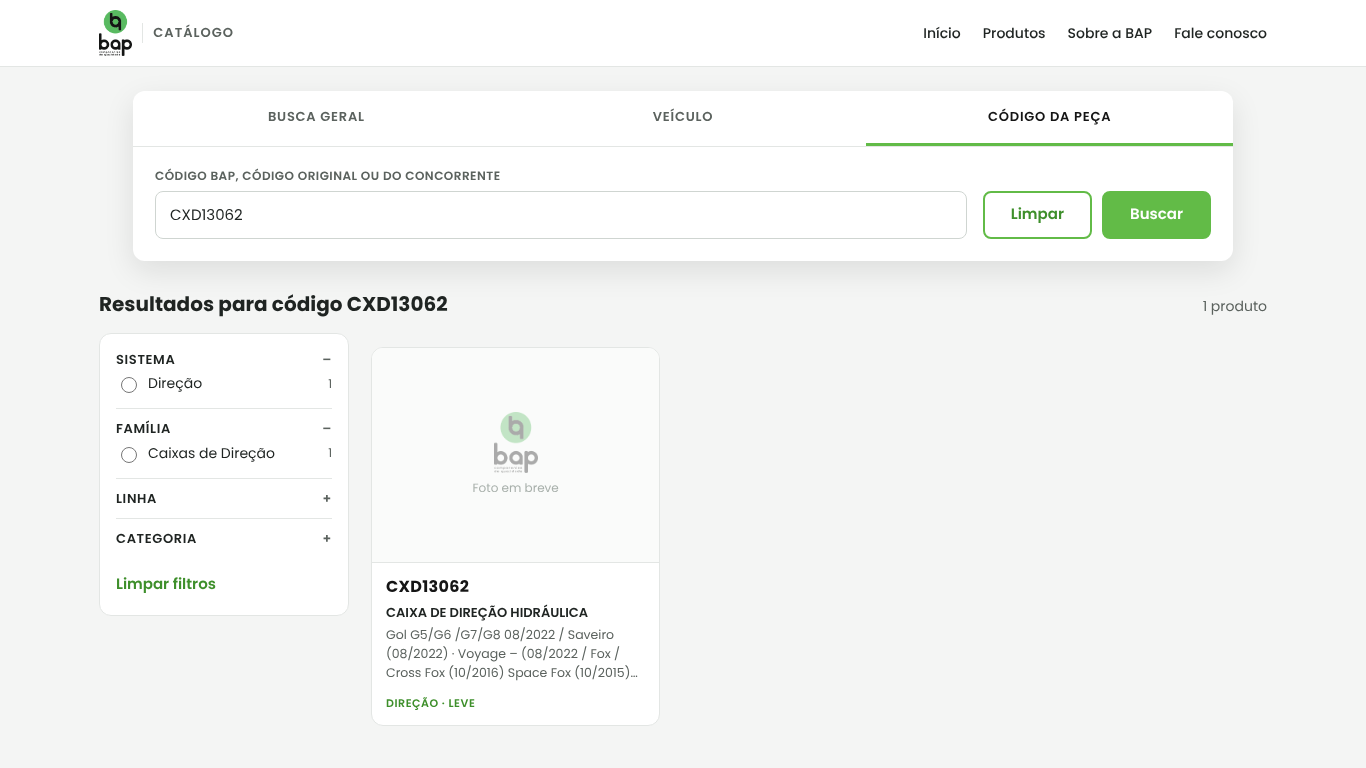 bap
CATÁLOGO
Início
Produtos
Sobre a BAP
Fale conosco
BUSCA GERAL
VEÍCULO
CÓDIGO DA PEÇA
CÓDIGO BAP, CÓDIGO ORIGINAL OU DO CONCORRENTE
CXD13062
Limpar
Buscar
Resultados para código CXD13062
1 produto
SISTEMA −
Direção 1
FAMÍLIA −
Caixas de Direção 1
LINHA +
CATEGORIA +
Limpar filtros
bap
Foto em breve
CXD13062
CAIXA DE DIREÇÃO HIDRÁULICA
Gol G5/G6 /G7/G8 08/2022 / Saveiro
(08/2022) · Voyage – (08/2022 / Fox /
Cross Fox (10/2016) Space Fox (10/2015)...
DIREÇÃO · LEVE